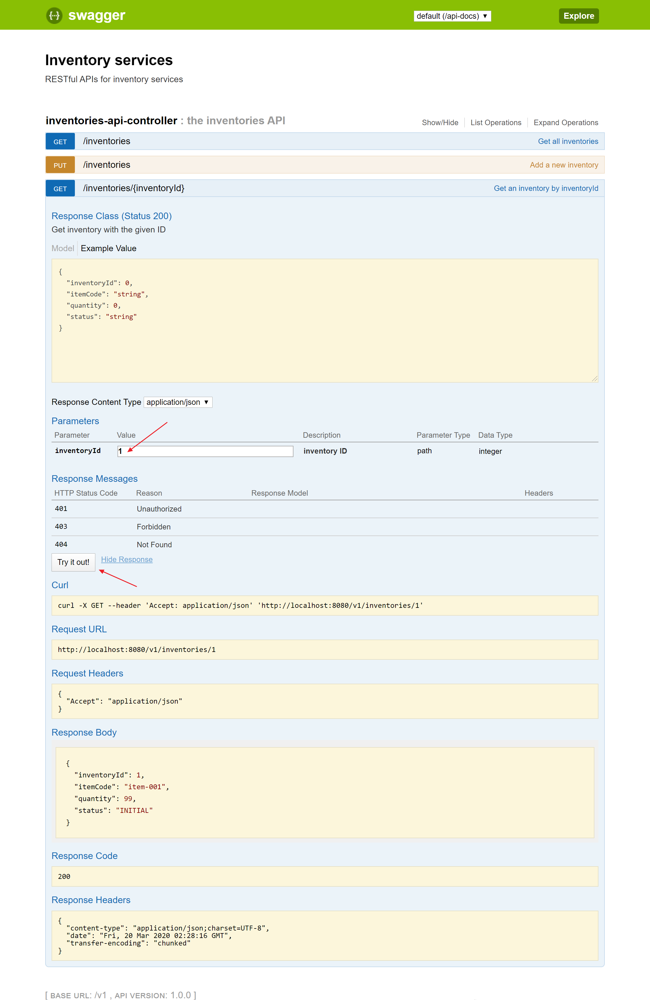 {···} swagger default (/api-docs) ▼ Explore
Inventory services
RESTful APIs for inventory services
inventories-api-controller : the inventories API Show/Hide List Operations Expand Operations
GET /inventories Get all inventories
PUT /inventories Add a new inventory
GET /inventories/{inventoryId} Get an inventory by inventoryId
Response Class (Status 200)
Get inventory with the given ID
Model Example Value
{
  "inventoryId": 0,
  "itemCode": "string",
  "quantity": 0,
  "status": "string"
}
Response Content Type application/json ▼
Parameters
Parameter Value Description Parameter Type Data Type
inventoryId 1 inventory ID path integer
Response Messages
HTTP Status Code Reason Response Model Headers
401 Unauthorized
403 Forbidden
404 Not Found
Try it out! Hide Response
Curl
curl -X GET --header 'Accept: application/json' 'http://localhost:8080/v1/inventories/1'
Request URL
http://localhost:8080/v1/inventories/1
Request Headers
{
  "Accept": "application/json"
}
Response Body
{
  "inventoryId": 1,
  "itemCode": "item-001",
  "quantity": 99,
  "status": "INITIAL"
}
Response Code
200
Response Headers
{
  "content-type": "application/json;charset=UTF-8",
  "date": "Fri, 20 Mar 2020 02:28:16 GMT",
  "transfer-encoding": "chunked"
}
[ BASE URL: /v1 , API VERSION: 1.0.0 ]